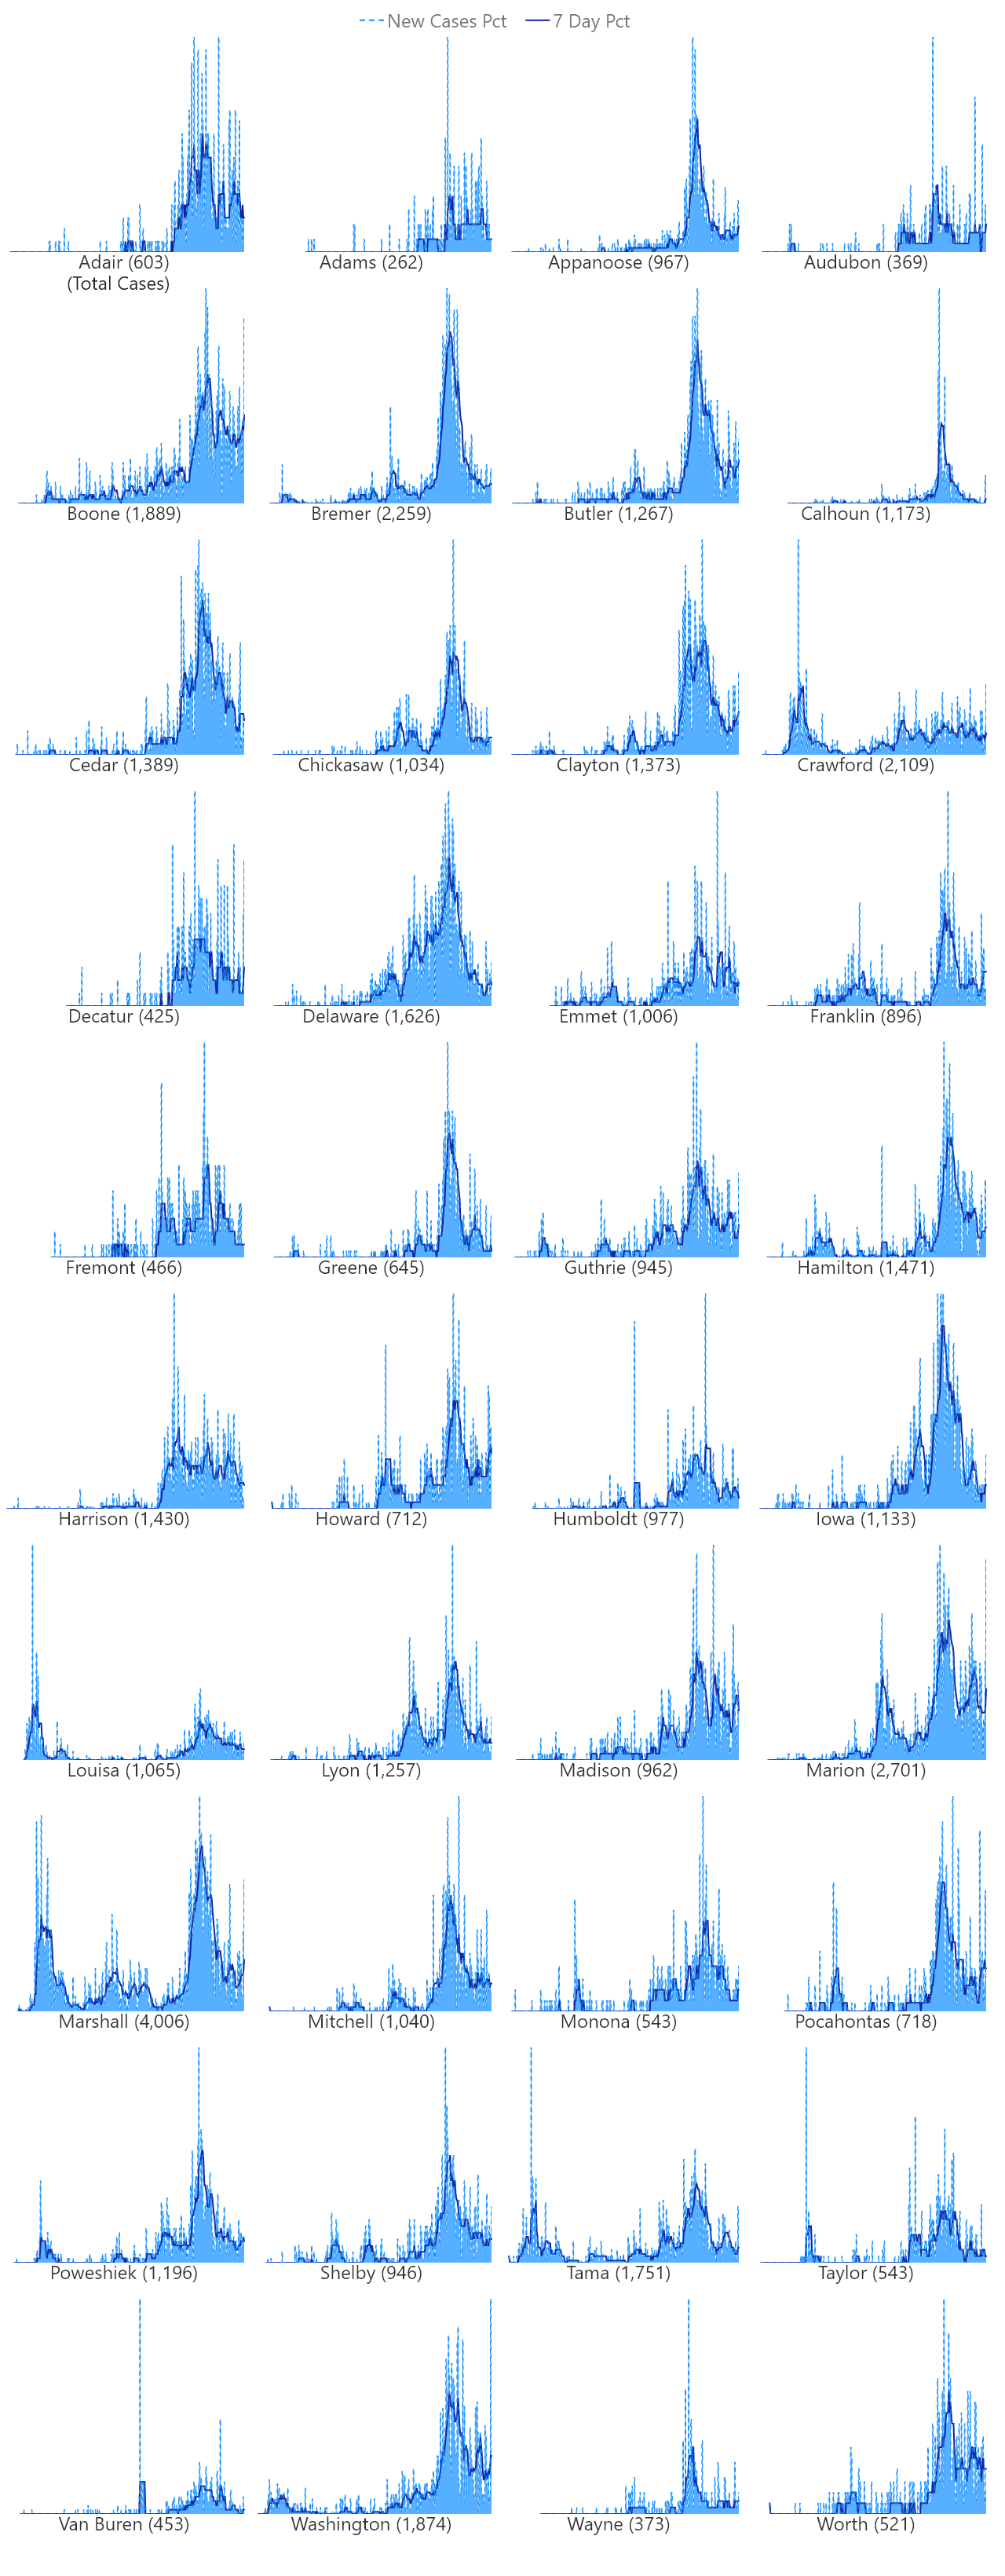 New Cases Pct 7 Day Pct
Adair (603) Adams (262) Appanoose (967) Audubon (369)
(Total Cases)
Boone (1,889) Bremer (2,259) Butler (1,267) Calhoun (1,173)
Cedar (1,389) Chickasaw (1,034) Clayton (1,373) Crawford (2,109)
Decatur (425) Delaware (1,626) Emmet (1,006) Franklin (896)
Fremont (466) Greene (645) Guthrie (945) Hamilton (1,471)
Harrison (1,430) Howard (712) Humboldt (977) Iowa (1,133)
Louisa (1,065) Lyon (1,257) Madison (962) Marion (2,701)
Marshall (4,006) Mitchell (1,040) Monona (543) Pocahontas (718)
Poweshiek (1,196) Shelby (946) Tama (1,751) Taylor (543)
Van Buren (453) Washington (1,874) Wayne (373) Worth (521)